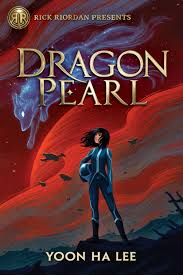 RICK RIORDAN PRESENTS
DRAGON
PEARL
YOON HA LEE